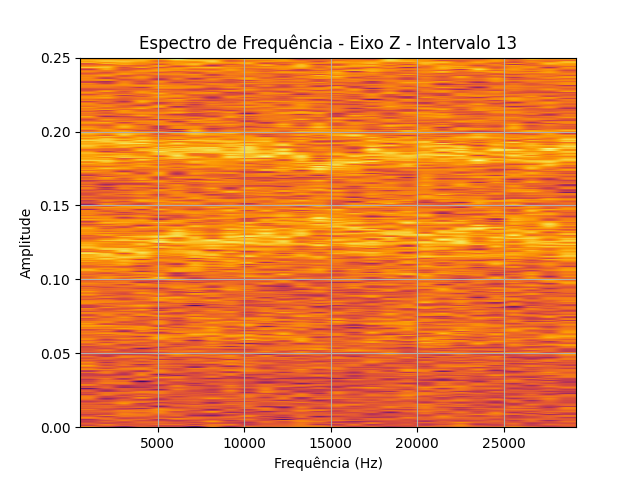 Espectro de Frequência - Eixo Z - Intervalo 13
0.25
0.20
0.15
0.10
0.05
0.00
Amplitude
5000 10000 15000 20000 25000
Frequência (Hz)